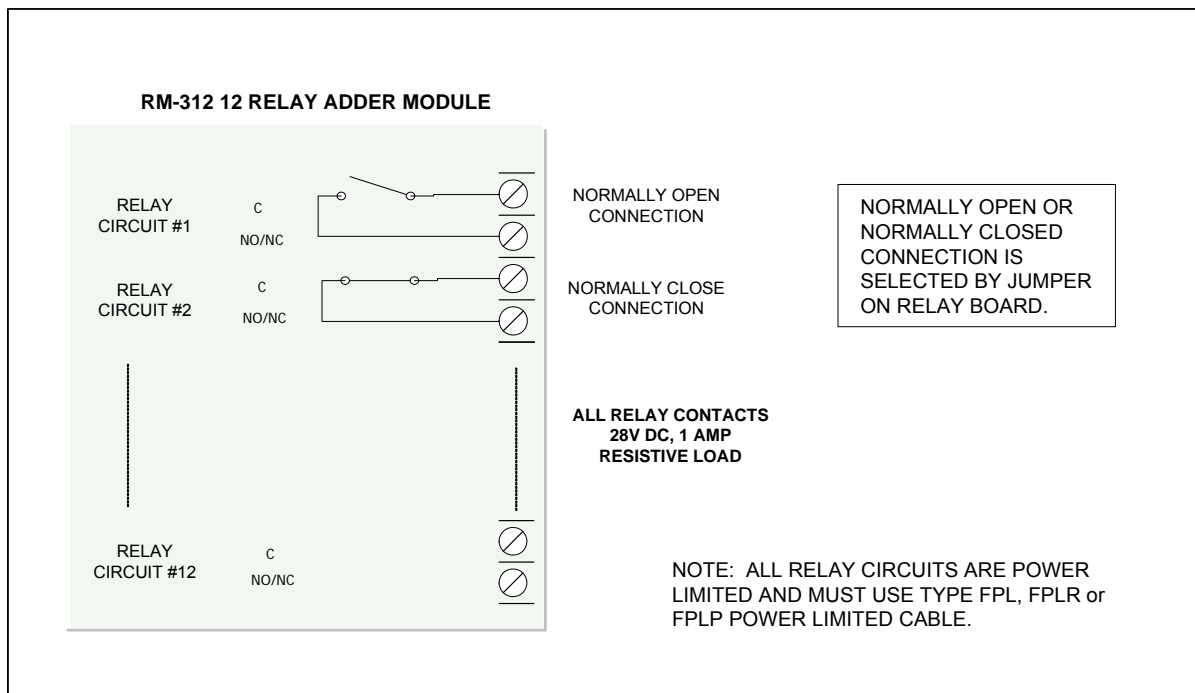 RM-312 12 RELAY ADDER MODULE
RELAY
CIRCUIT #1
C
NO/NC
NORMALLY OPEN
CONNECTION
RELAY
CIRCUIT #2
C
NO/NC
NORMALLY CLOSE
CONNECTION
NORMALLY OPEN OR
NORMALLY CLOSED
CONNECTION IS
SELECTED BY JUMPER
ON RELAY BOARD.
ALL RELAY CONTACTS
28V DC, 1 AMP
RESISTIVE LOAD
RELAY
CIRCUIT #12
C
NO/NC
NOTE: ALL RELAY CIRCUITS ARE POWER
LIMITED AND MUST USE TYPE FPL, FPLR or
FPLP POWER LIMITED CABLE.